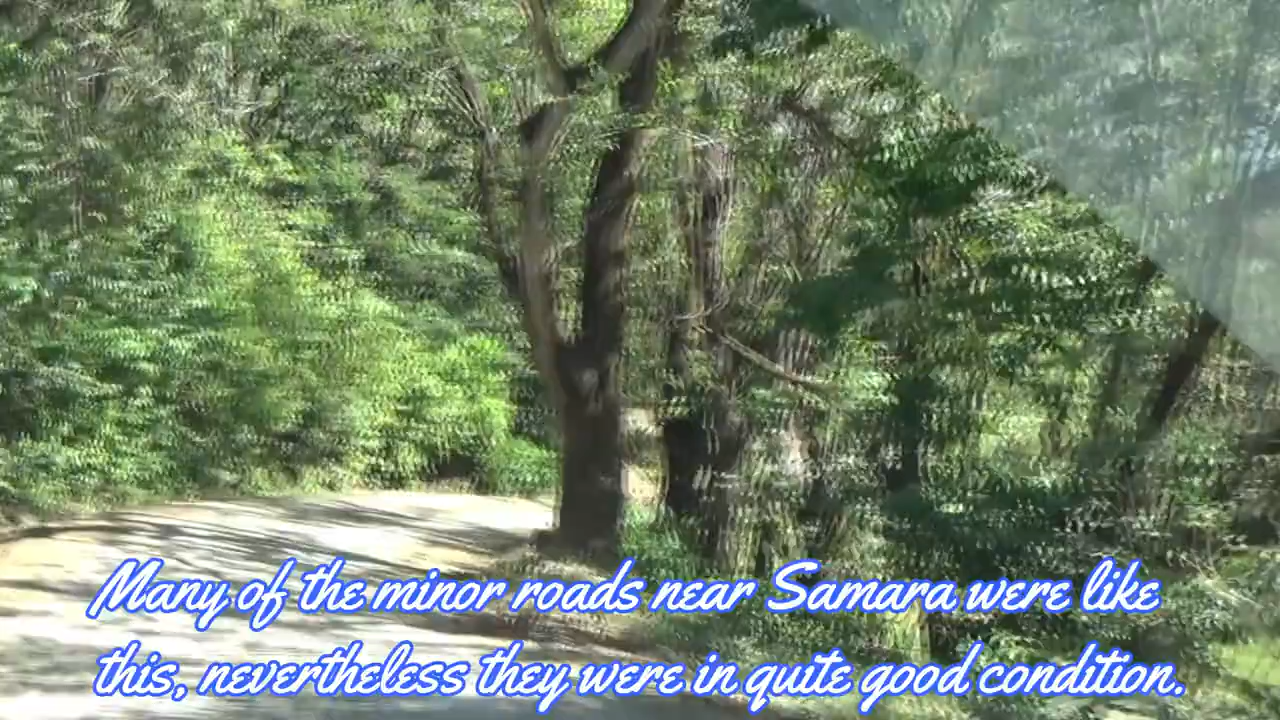 Many of the minor roads near Samara were like
this, nevertheless they were in quite good condition.